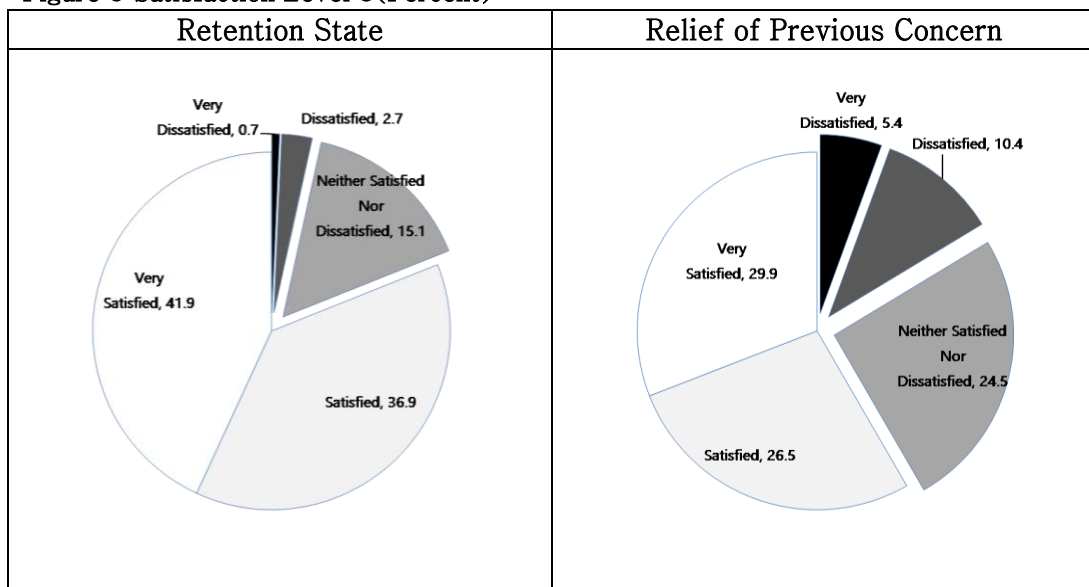 Retention State
Relief of Previous Concern
Very
Dissatisfied, 0.7
Dissatisfied, 2.7
Neither Satisfied
Nor
Dissatisfied, 15.1
Very
Satisfied, 41.9
Satisfied, 36.9
Very
Dissatisfied, 5.4
Dissatisfied, 10.4
Very
Satisfied, 29.9
Neither Satisfied
Nor
Dissatisfied, 24.5
Satisfied, 26.5